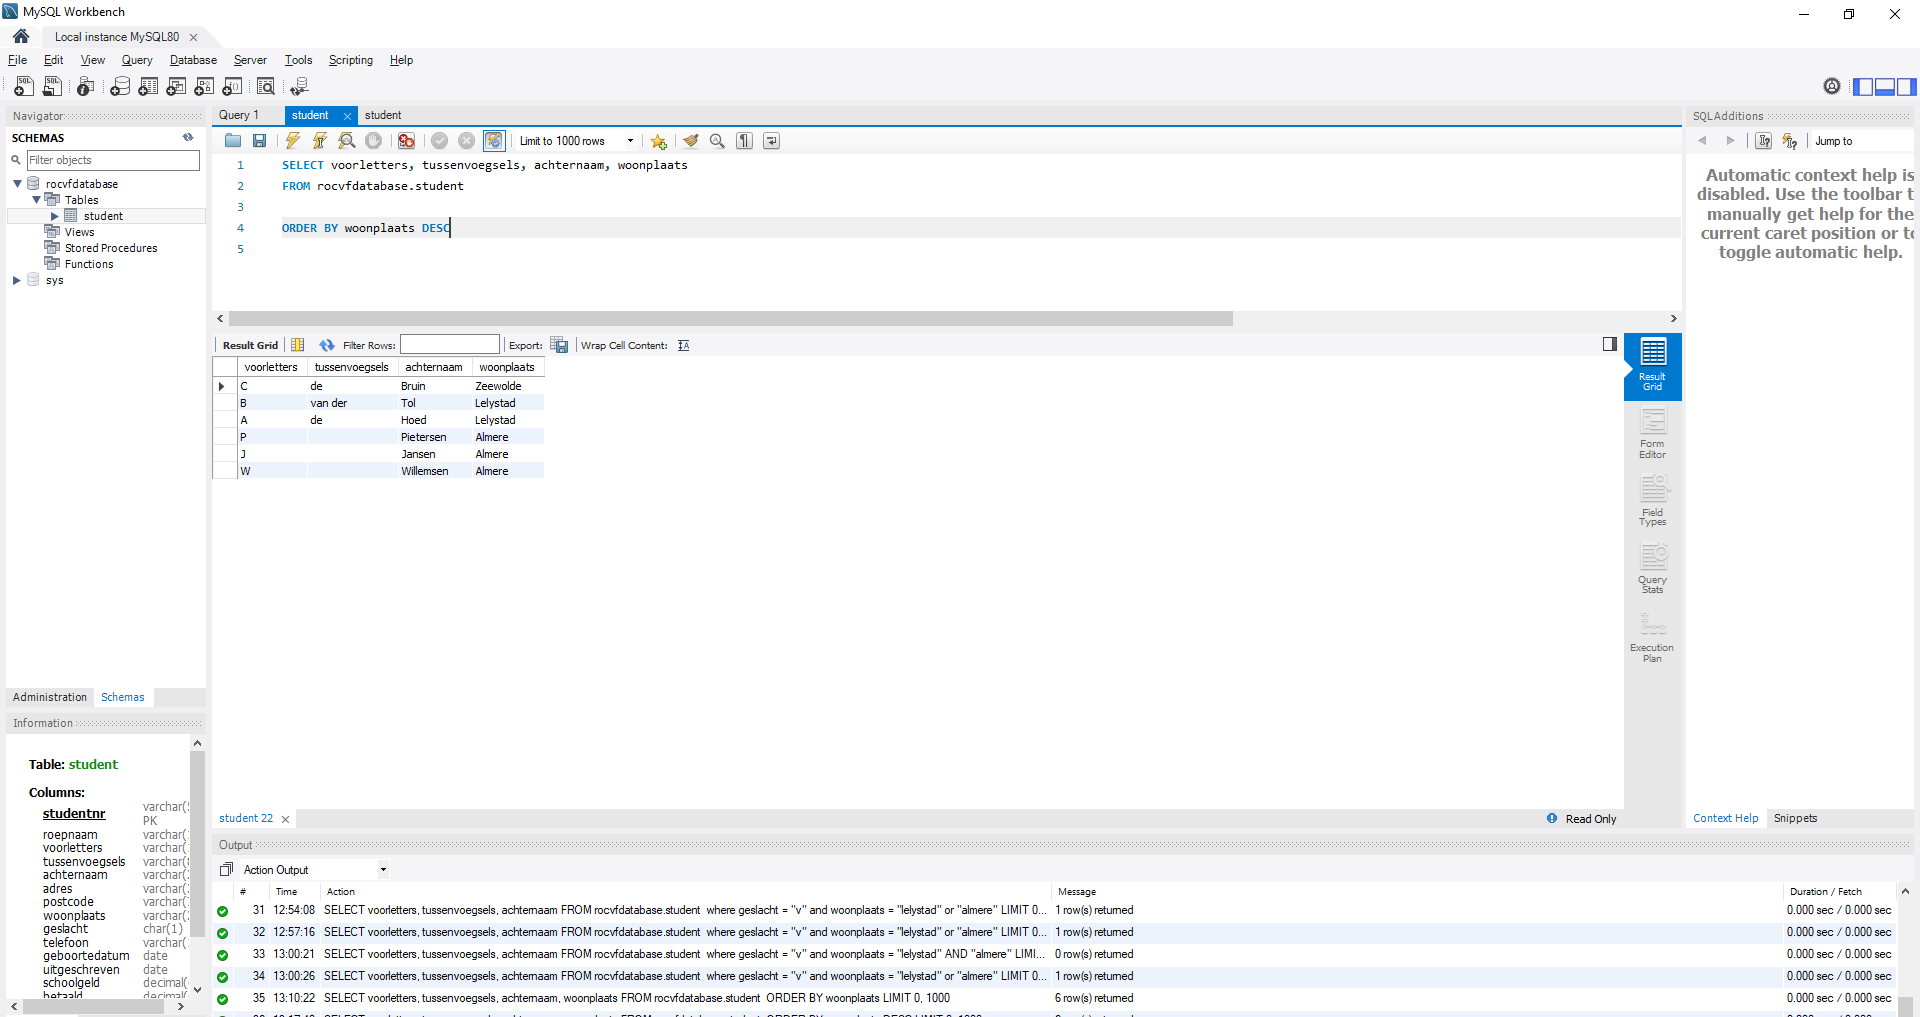 MySQL Workbench
Local instance MySQL80
File Edit View Query Database Server Tools Scripting Help
Navigator
SCHEMAS
Filter objects
rocvfdatabase
Tables
student
Views
Stored Procedures
Functions
sys
Administration Schemas
Information
Table: student
Columns:
studentnr varchar(5
PK
roepnaam varchar(
voorletters varchar(
tussenvoegsels varchar(8
achternaam varchar(2
adres varchar(2
postcode varchar(
woonplaats varchar(2
geslacht char(1)
telefoon varchar(
geboortedatum date
uitgeschreven date
schoolgeld decimal(
betaald decimal(
Query 1 student student
Limit to 1000 rows
1 SELECT voorletters, tussenvoegsels, achternaam, woonplaats
2 FROM rocvfdatabase.student
3
4 ORDER BY woonplaats DESC
5
Result Grid Filter Rows: Export: Wrap Cell Content:
voorletters tussenvoegsels achternaam woonplaats
C de Bruin Zeewolde
B van der Tol Lelystad
A de Hoed Lelystad
P Pietersen Almere
J Jansen Almere
W Willemsen Almere
Result
Grid
Form
Editor
Field
Types
Query
Stats
Execution
Plan
student 22
Read Only
SQLAdditions
Jump to
Automatic context help is
disabled. Use the toolbar t
manually get help for the
current caret position or to
toggle automatic help.
Context Help Snippets
Output
Action Output
# Time Action Message Duration / Fetch
31 12:54:08 SELECT voorletters, tussenvoegsels, achternaam FROM rocvfdatabase.student where geslacht = "v" and woonplaats = "lelystad" or "almere" LIMIT 0... 1 row(s) returned 0.000 sec / 0.000 sec
32 12:57:16 SELECT voorletters, tussenvoegsels, achternaam FROM rocvfdatabase.student where geslacht = "v" and woonplaats = "lelystad" or "almere" LIMIT 0... 1 row(s) returned 0.000 sec / 0.000 sec
33 13:00:21 SELECT voorletters, tussenvoegsels, achternaam FROM rocvfdatabase.student where geslacht = "v" and woonplaats = "lelystad" AND "almere" LIMI... 0 row(s) returned 0.000 sec / 0.000 sec
34 13:00:26 SELECT voorletters, tussenvoegsels, achternaam FROM rocvfdatabase.student where geslacht = "v" and woonplaats = "lelystad" or "almere" LIMIT 0... 1 row(s) returned 0.000 sec / 0.000 sec
35 13:10:22 SELECT voorletters, tussenvoegsels, achternaam, woonplaats FROM rocvfdatabase.student ORDER BY woonplaats LIMIT 0, 1000 6 row(s) returned 0.000 sec / 0.000 sec